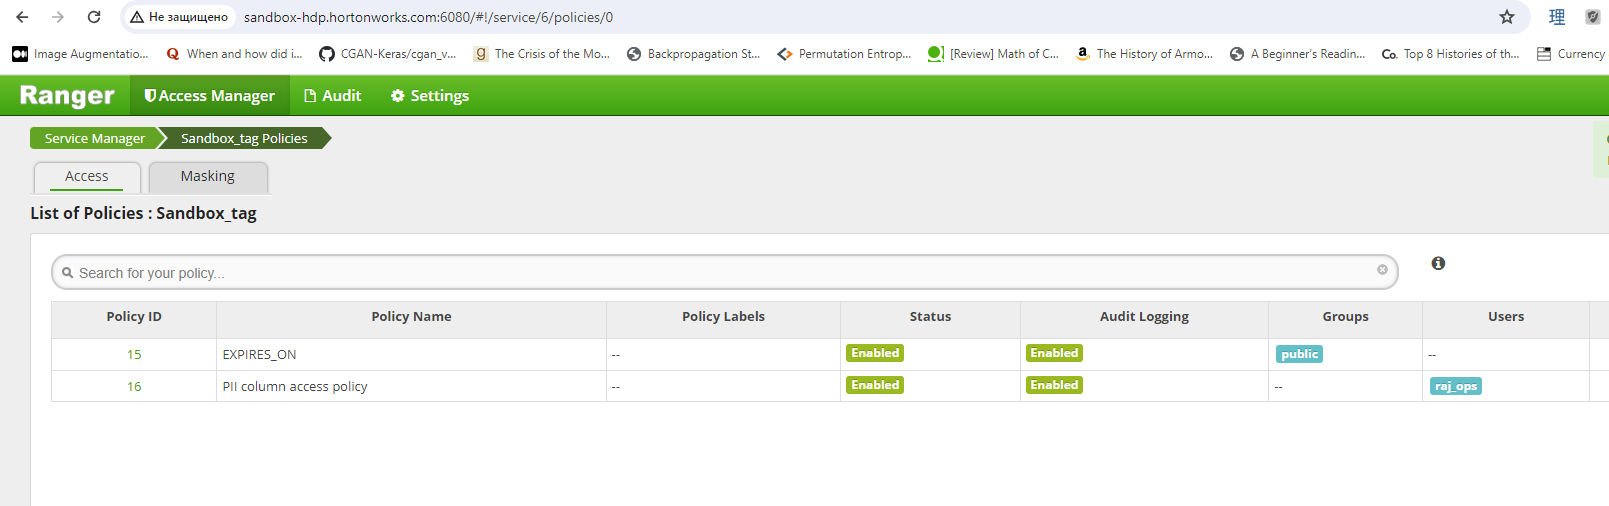 Не защищено sandbox-hdp.hortonworks.com:6080/#!/service/6/policies/0 理
Image Augmentatio... Q When and how did i... CGAN-Keras/cgan_v... g The Crisis of the Mo... Backpropagation St... Permutation Entrop... [Review] Math of C... a The History of Armo... A Beginner's Readin... Co. Top 8 Histories of th... Currency
Ranger Access Manager Audit Settings
Service Manager Sandbox_tag Policies
Access Masking
List of Policies : Sandbox_tag
Search for your policy...
Policy ID Policy Name Policy Labels Status Audit Logging Groups Users
15 EXPIRES_ON -- Enabled Enabled public --
16 PII column access policy -- Enabled Enabled -- raj_ops